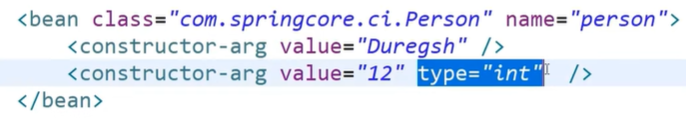 <bean class="com.springcore.ci.Person" name="person">
<constructor-arg value="Duregsh" />
<constructor-arg value="12" type="int" />
</bean>